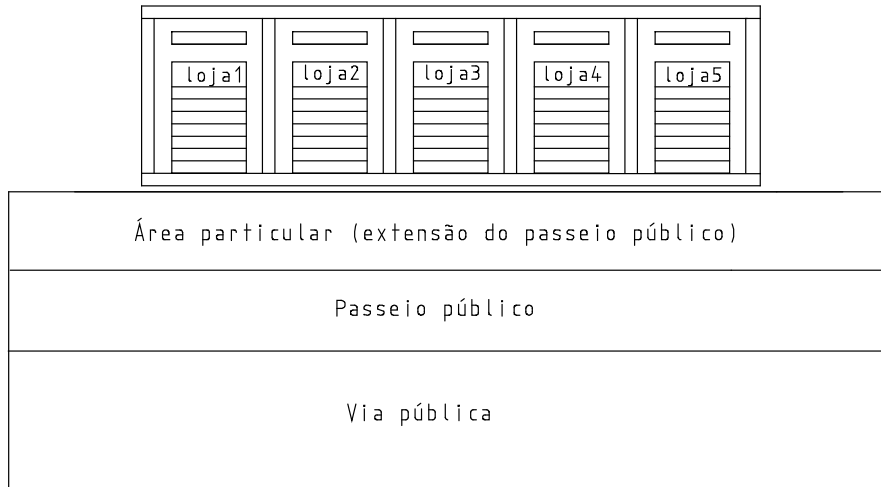 loja1 loja2 loja3 loja4 loja5
Área particular (extensão do passeio público)
Passeio público
Via pública